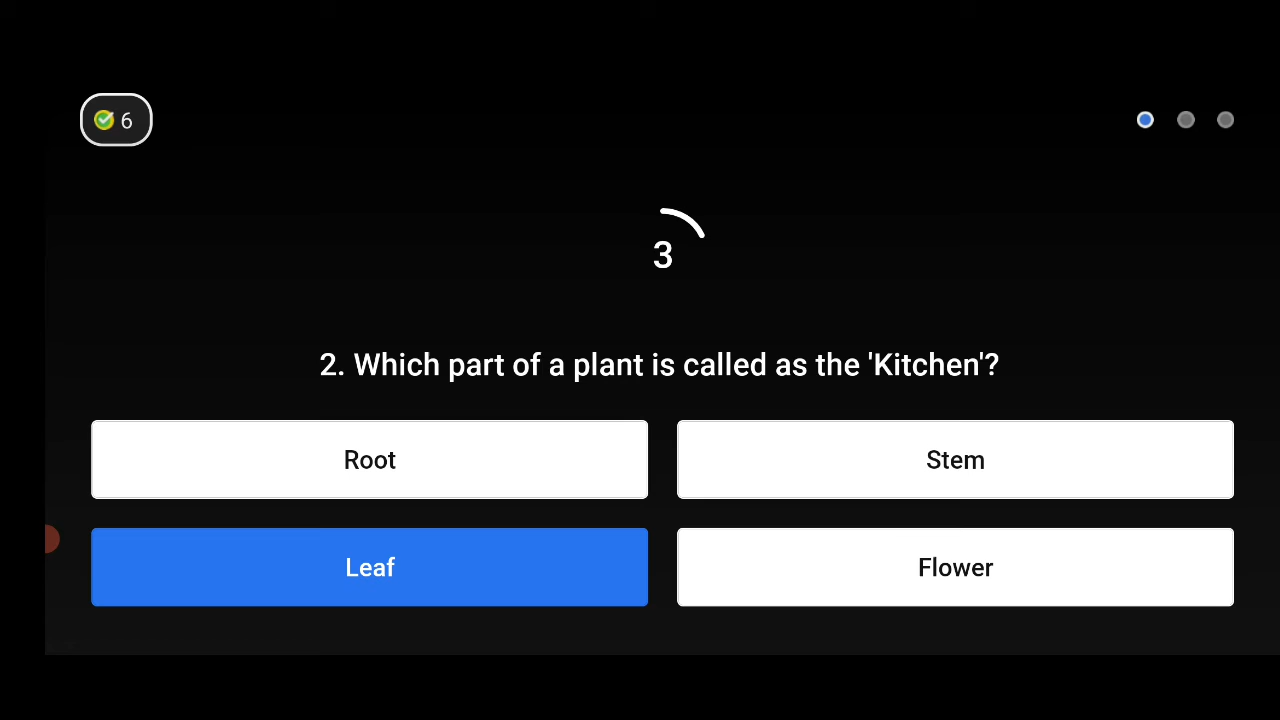 6
3
2. Which part of a plant is called as the 'Kitchen'?
Root
Stem
Leaf
Flower